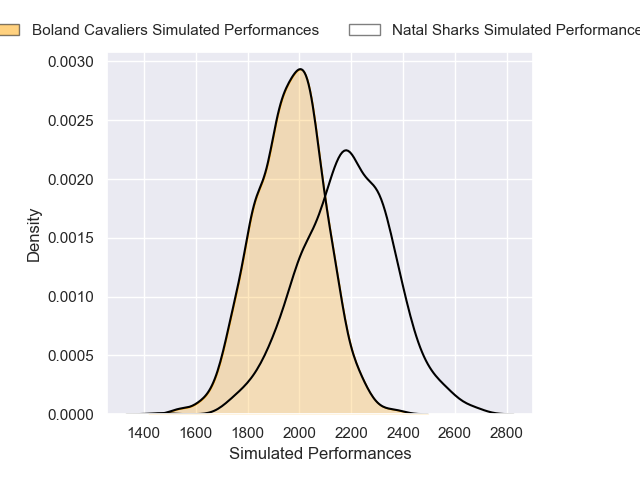 Boland Cavaliers Simulated Performances Natal Sharks Simulated Performance
0.0030
0.0025
0.0020
0.0015
0.0010
0.0005
0.0000
Density
1400 1600 1800 2000 2200 2400 2600 2800
Simulated Performances